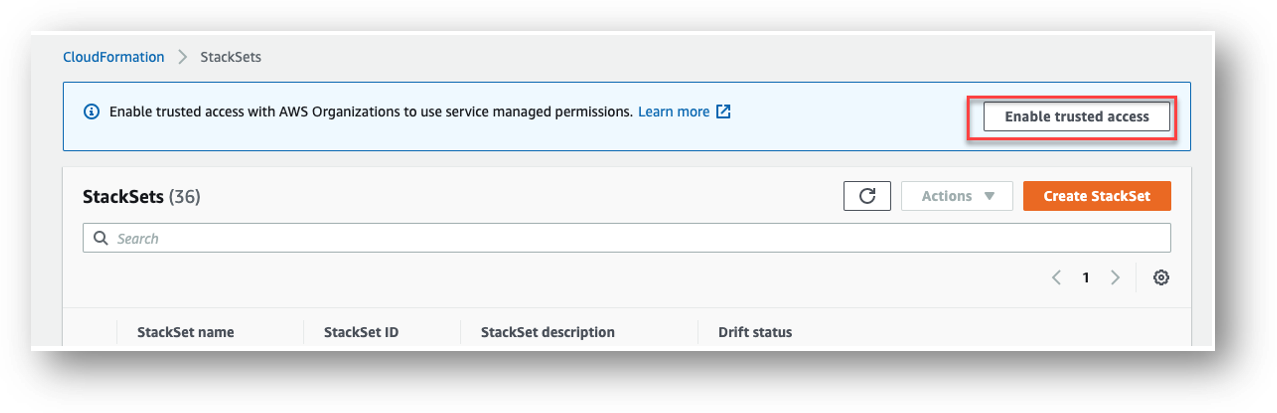 CloudFormation > StackSets
Enable trusted access with AWS Organizations to use service managed permissions. Learn more
Enable trusted access
StackSets (36)
Actions
Create StackSet
Search
1
StackSet name StackSet ID StackSet description Drift status